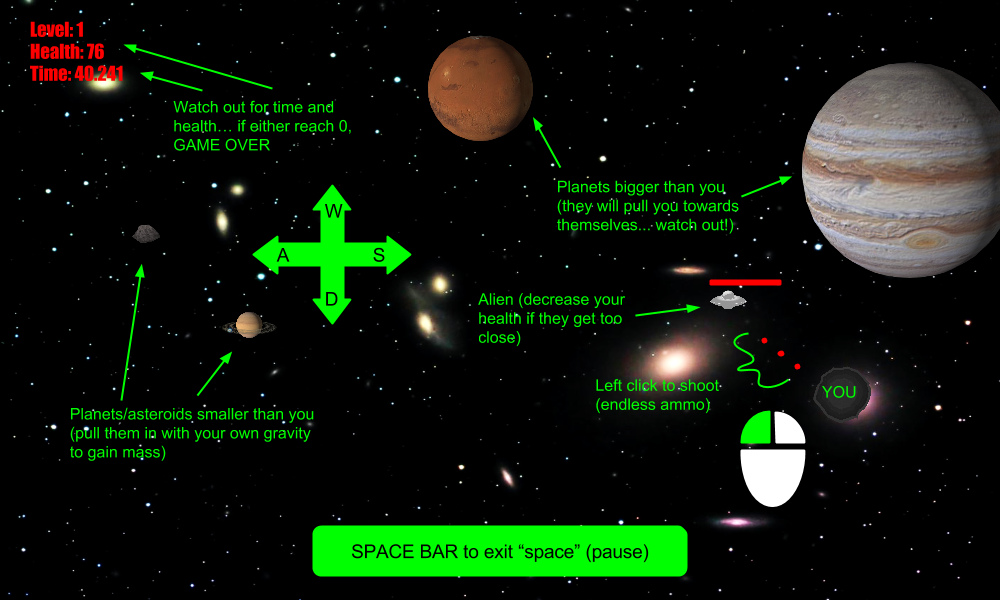 Level: 1
Health: 76
Time: 40.241
Watch out for time and
health... if either reach 0,
GAME OVER
Planets bigger than you
(they will pull you towards
themselves... watch out!)
W
A
S
D
Alien (decrease your
health if they get too
close)
Left click to shoot
(endless ammo)
YOU
Planets/asteroids smaller than you
(pull them in with your own gravity
to gain mass)
SPACE BAR to exit “space” (pause)